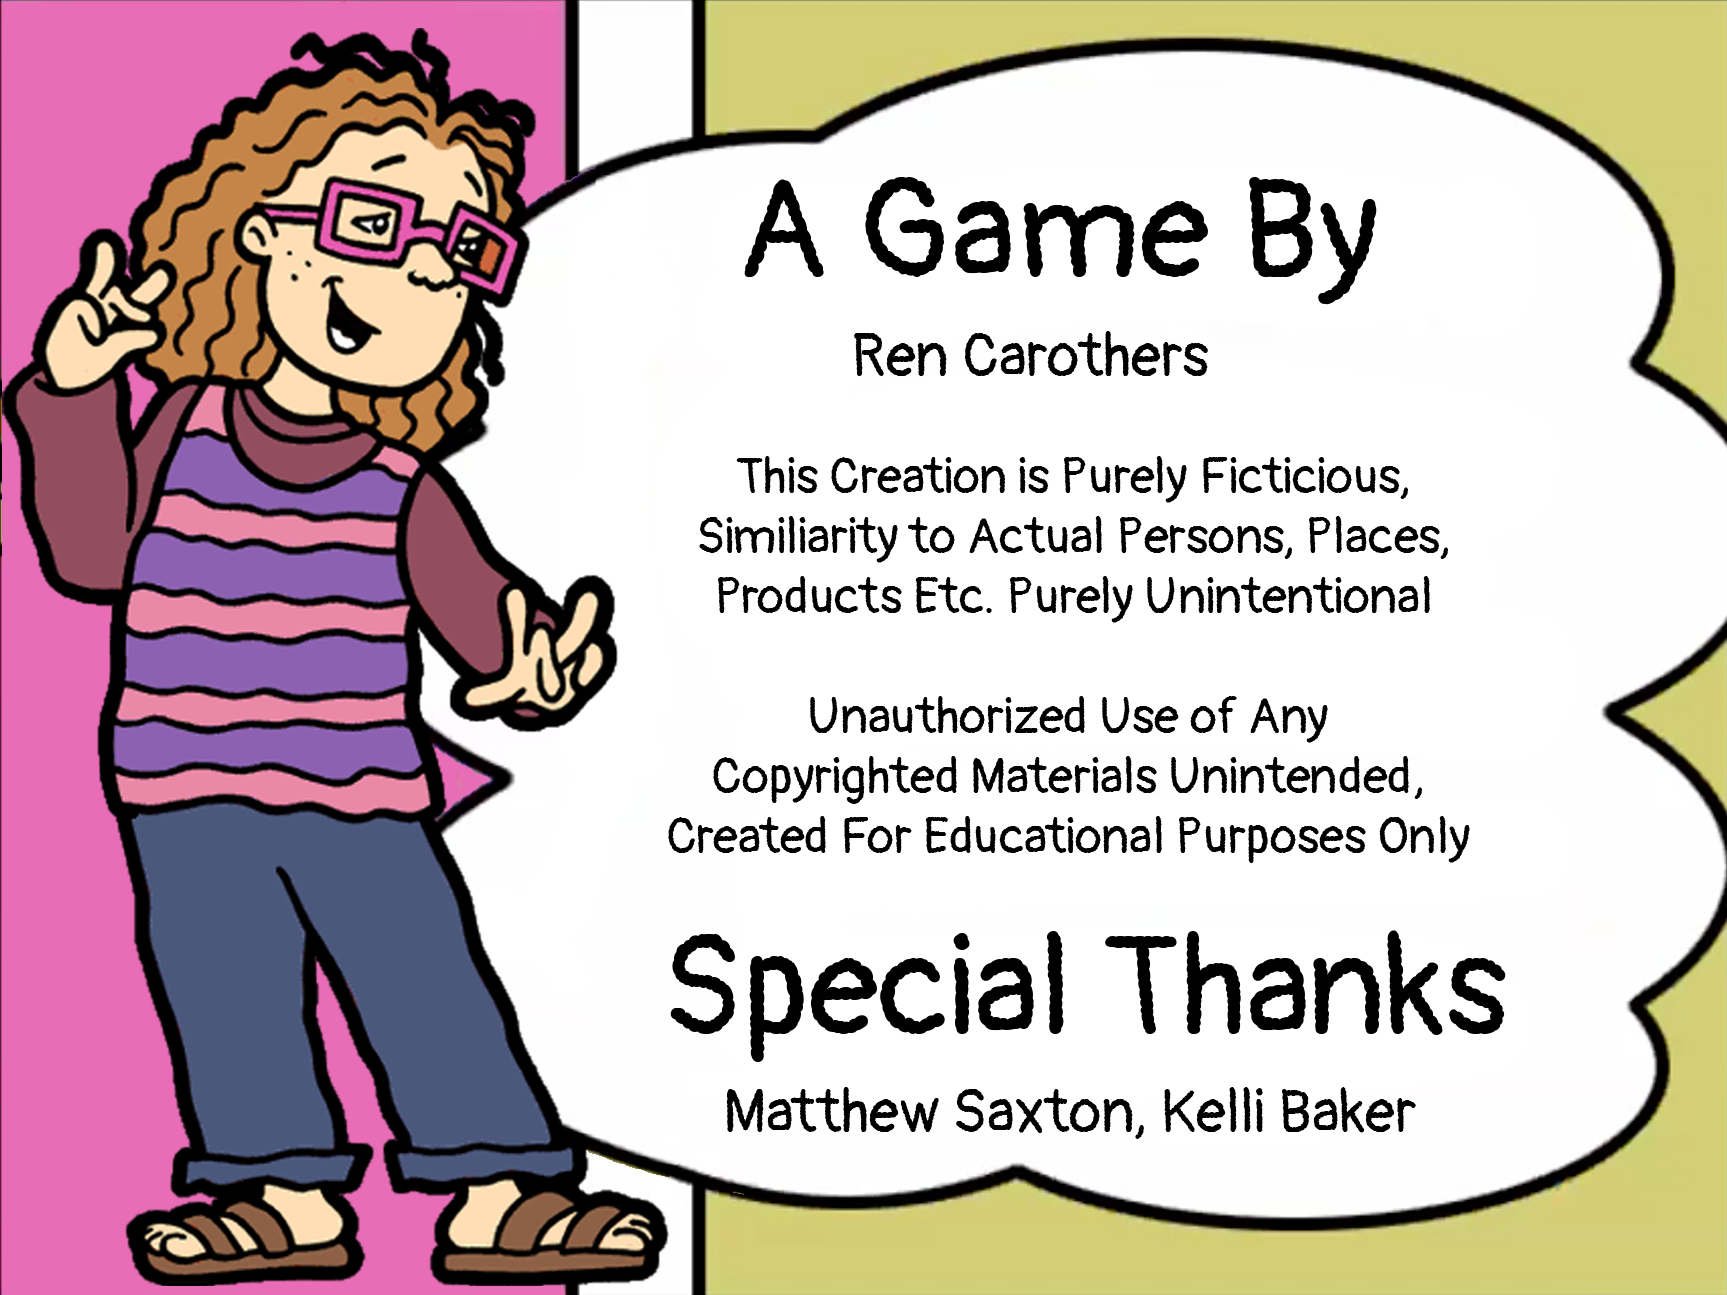 A Game By
Ren Carothers
This Creation is Purely Ficticious,
Similiarity to Actual Persons, Places,
Products Etc. Purely Unintentional
Unauthorized Use of Any
Copyrighted Materials Unintended,
Created For Educational Purposes Only
Special Thanks
Matthew Saxton, Kelli Baker